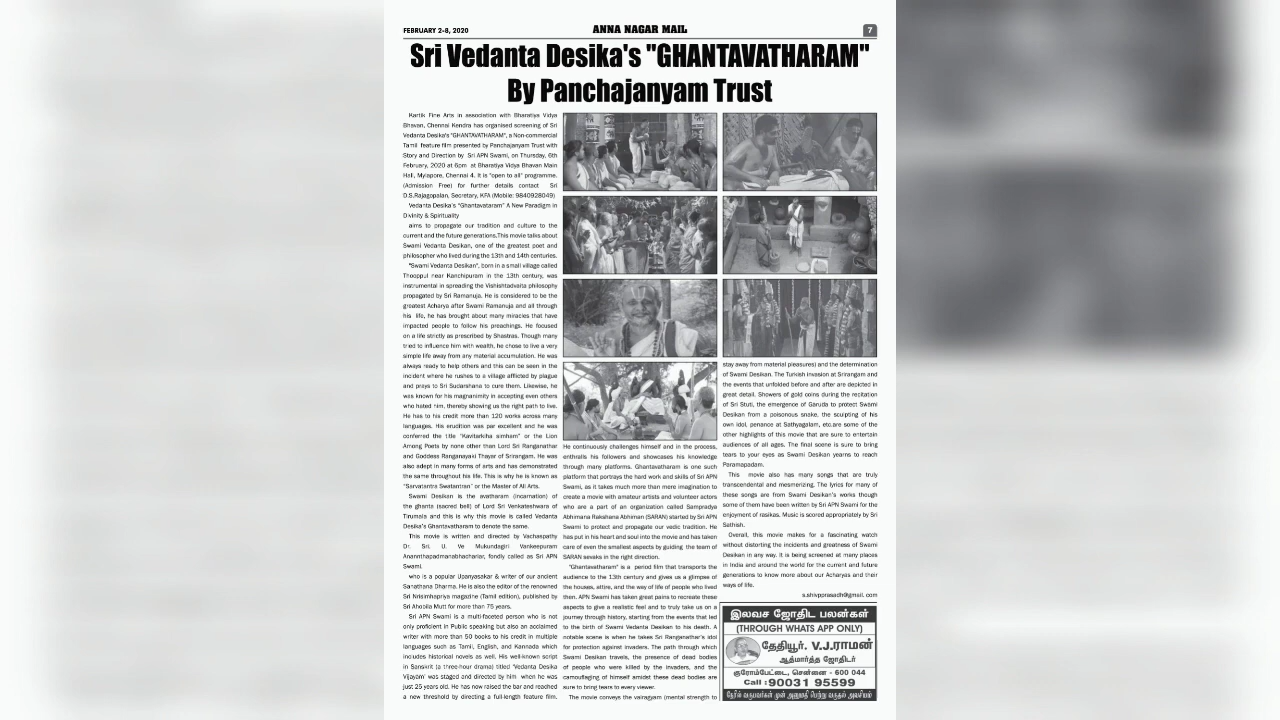 FEBRUARY 2-8, 2020
ANNA NAGAR MAIL
7
Sri Vedanta Desika's "GHANTAVATHARAM"
By Panchajanyam Trust
Kartik Fine Arts in association with Bharatiya Vidya
Bhavan, Chennai Kendra has organised screening of Sri
Vedanta Desika's "GHANTAVATHARAM", a Non-commercial
Tamil feature film presented by Panchajanyam Trust with
Story and Direction by Sri APN Swami, on Thursday, 6th
February, 2020 at 6pm at Bharatiya Vidya Bhavan Main
Hall, Mylapore, Chennai 4. It is "open to all" programme.
(Admission Free) for further details contact Sri
D.S.Rajagopalan, Secretary, KFA (Mobile: 9840928049)
Vedanta Desika's "Ghantavataram" A New Paradigm in
Divinity & Spirituality
aims to propagate our tradition and culture to the
current and the future generations.This movie talks about
Swami Vedanta Desikan, one of the greatest poet and
philosopher who lived during the 13th and 14th centuries.
"Swami Vedanta Desikan", born in a small village called
Thooppul near Kanchipuram in the 13th century, was
instrumental in spreading the Vishishtadvaita philosophy
propagated by Sri Ramanuja. He is considered to be the
greatest Acharya after Swami Ramanuja and all through
his life, he has brought about many miracles that have
impacted people to follow his preachings. He focused
on a life strictly as prescribed by Shastras. Though many
tried to influence him with wealth, he chose to live a very
simple life away from any material accumulation. He was
always ready to help others and this can be seen in the
incident where he rushes to a village afflicted by plague
and prays to Sri Sudarshana to cure them. Likewise, he
was known for his magnanimity in accepting even others
who hated him, thereby showing us the right path to live.
He has to his credit more than 120 works across many
languages. His erudition was par excellent and he was
conferred the title "Kavitarkiha simham" or the Lion
Among Poets by none other than Lord Sri Ranganathar
and Goddess Ranganayaki Thayar of Srirangam. He was
also adept in many forms of arts and has demonstrated
the same throughout his life. This is why he is known as
"Sarvatantra Swatantran" or the Master of All Arts.
Swami Desikan is the avatharam (incarnation) of
the ghanta (sacred bell) of Lord Sri Venkateshwara of
Tirumala and this is why this movie is called Vedanta
Desika's Ghantavatharam to denote the same.
This movie is written and directed by Vachaspathy
Dr. Sri. U. Ve Mukundagiri Vankeepuram
Ananthapadmanabhachariar, fondly called as Sri APN
Swami.
who is a popular Upanyasakar & writer of our ancient
Sanathana Dharma. He is also the editor of the renowned
Sri Nrisimhapriya magazine (Tamil edition), published by
Sri Ahobila Mutt for more than 75 years.
Sri APN Swami is a multi-faceted person who is not
only proficient in Public speaking but also an acclaimed
writer with more than 50 books to his credit in multiple
languages such as Tamil, English, and Kannada which
includes historical novels as well. His well-known script
in Sanskrit (a three-hour drama) titled 'Vedanta Desika
Vijayam' was staged and directed by him when he was
just 25 years old. He has now raised the bar and reached
a new threshold by directing a full-length feature film.
He continuously challenges himself and in the process,
enthralls his followers and showcases his knowledge
through many platforms. Ghantavatharam is one such
platform that portrays the hard work and skills of Sri APN
Swami, as it takes much more than mere imagination to
create a movie with amateur artists and volunteer actors
who are a part of an organization called Sampradya
Abhimana Rakshana Abhiman (SARAN) started by Sri APN
Swami to protect and propagate our vedic tradition. He
has put in his heart and soul into the movie and has taken
care of even the smallest aspects by guiding the team of
SARAN sevaks in the right direction.
"Ghantavatharam" is a period film that transports the
audience to the 13th century and gives us a glimpse of
the houses, attire, and the way of life of people who lived
then. APN Swami has taken great pains to recreate these
aspects to give a realistic feel and to truly take us on a
journey through history, starting from the events that led
to the birth of Swami Vedanta Desikan to his death. A
notable scene is when he takes Sri Ranganathar's idol
for protection against invaders. The path through which
Swami Desikan travels, the presence of dead bodies
of people who were killed by the invaders, and the
camouflaging of himself amidst these dead bodies are
sure to bring tears to every viewer.
The movie conveys the vairagyam (mental strength to
stay away from material pleasures) and the determination
of Swami Desikan. The Turkish invasion at Srirangam and
the events that unfolded before and after are depicted in
great detail. Showers of gold coins during the recitation
of Sri Stuti, the emergence of Garuda to protect Swami
Desikan from a poisonous snake, the sculpting of his
own idol, penance at Sathyagalam, etc.are some of the
other highlights of this movie that are sure to entertain
audiences of all ages. The final scene is sure to bring
tears to your eyes as Swami Desikan yearns to reach
Paramapadam.
This movie also has many songs that are truly
transcendental and mesmerizing. The lyrics for many of
these songs are from Swami Desikan's works though
some of them have been written by Sri APN Swami for the
enjoyment of rasikas. Music is scored appropriately by Sri
Sathish.
Overall, this movie makes for a fascinating watch
without distorting the incidents and greatness of Swami
Desikan in any way. It is being screened at many places
in India and around the world for the current and future
generations to know more about our Acharyas and their
ways of life.
s.shivpprasadh@gmail. com
இலவச ஜோதிட பலன்கள்
(THROUGH WHATS APP ONLY)
தேதியூர். V.J.ராமன்
ஆத்மார்த்த ஜோதிடர்
குரோம்பேட்டை, சென்னை - 600 044
Call : 90031 95599
நேரில் வருபவர்கள் முன் அனுமதி பெற்று வருதல் அவசியம்